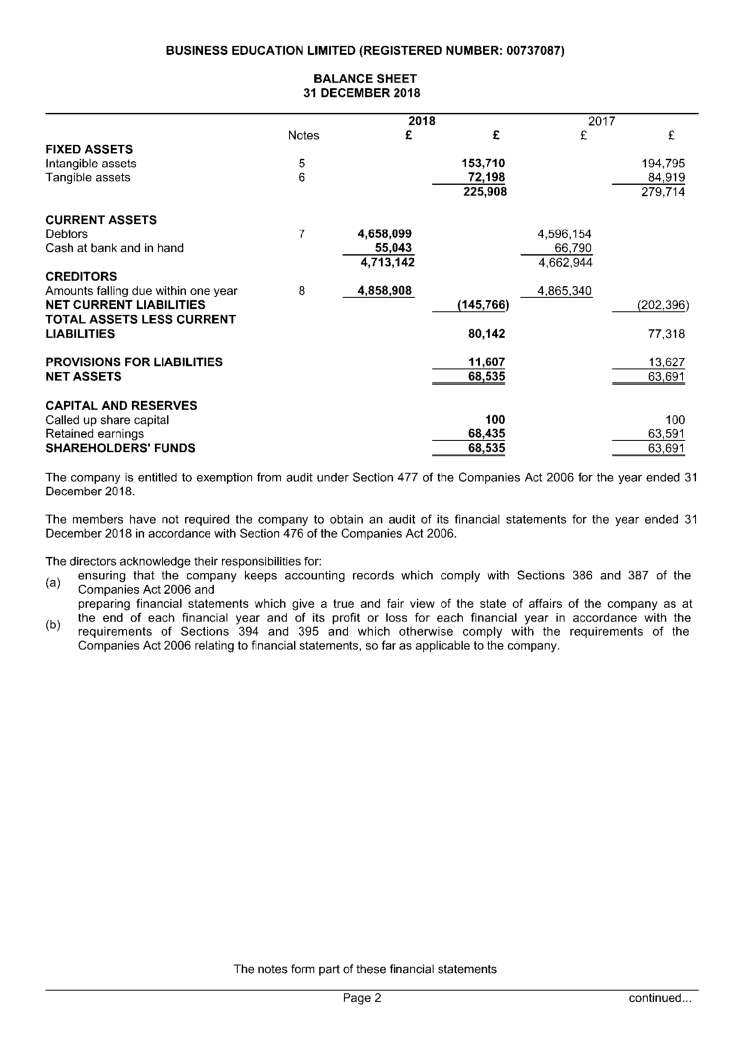 BUSINESS EDUCATION LIMITED (REGISTERED NUMBER: 00737087)
BALANCE SHEET
31 DECEMBER 2018
2018 2017
Notes £ £ £ £
FIXED ASSETS
Intangible assets 5 153,710 194,795
Tangible assets 6 72,198 84,919
225,908 279,714
CURRENT ASSETS
Debtors 7 4,658,099 4,596,154
Cash at bank and in hand 55,043 66,790
4,713,142 4,662,944
CREDITORS
Amounts falling due within one year 8 4,858,908 4,865,340
NET CURRENT LIABILITIES (145,766) (202,396)
TOTAL ASSETS LESS CURRENT
LIABILITIES 80,142 77,318
PROVISIONS FOR LIABILITIES 11,607 13,627
NET ASSETS 68,535 63,691
CAPITAL AND RESERVES
Called up share capital 100 100
Retained earnings 68,435 63,591
SHAREHOLDERS' FUNDS 68,535 63,691
The company is entitled to exemption from audit under Section 477 of the Companies Act 2006 for the year ended 31
December 2018.
The members have not required the company to obtain an audit of its financial statements for the year ended 31
December 2018 in accordance with Section 476 of the Companies Act 2006.
The directors acknowledge their responsibilities for:
(a) ensuring that the company keeps accounting records which comply with Sections 386 and 387 of the
Companies Act 2006 and
(b) preparing financial statements which give a true and fair view of the state of affairs of the company as at
the end of each financial year and of its profit or loss for each financial year in accordance with the
requirements of Sections 394 and 395 and which otherwise comply with the requirements of the
Companies Act 2006 relating to financial statements, so far as applicable to the company.
The notes form part of these financial statements
Page 2 continued...